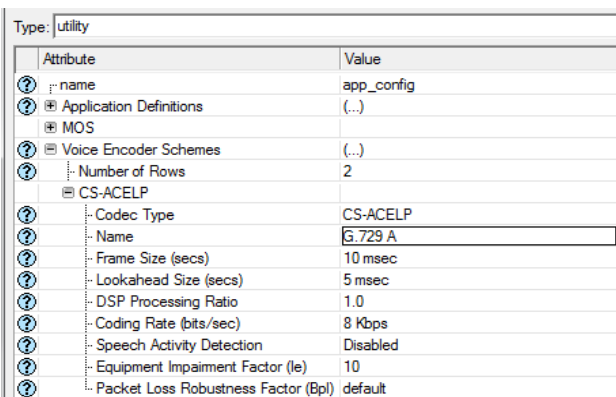 Type: utility
Attribute Value
name app_config
Application Definitions (...)
MOS
Voice Encoder Schemes (...)
Number of Rows 2
CS-ACELP
Codec Type CS-ACELP
Name G.729 A
Frame Size (secs) 10 msec
Lookahead Size (secs) 5 msec
DSP Processing Ratio 1.0
Coding Rate (bits/sec) 8 Kbps
Speech Activity Detection Disabled
Equipment Impairment Factor (Ie) 10
Packet Loss Robustness Factor (Bpl) default